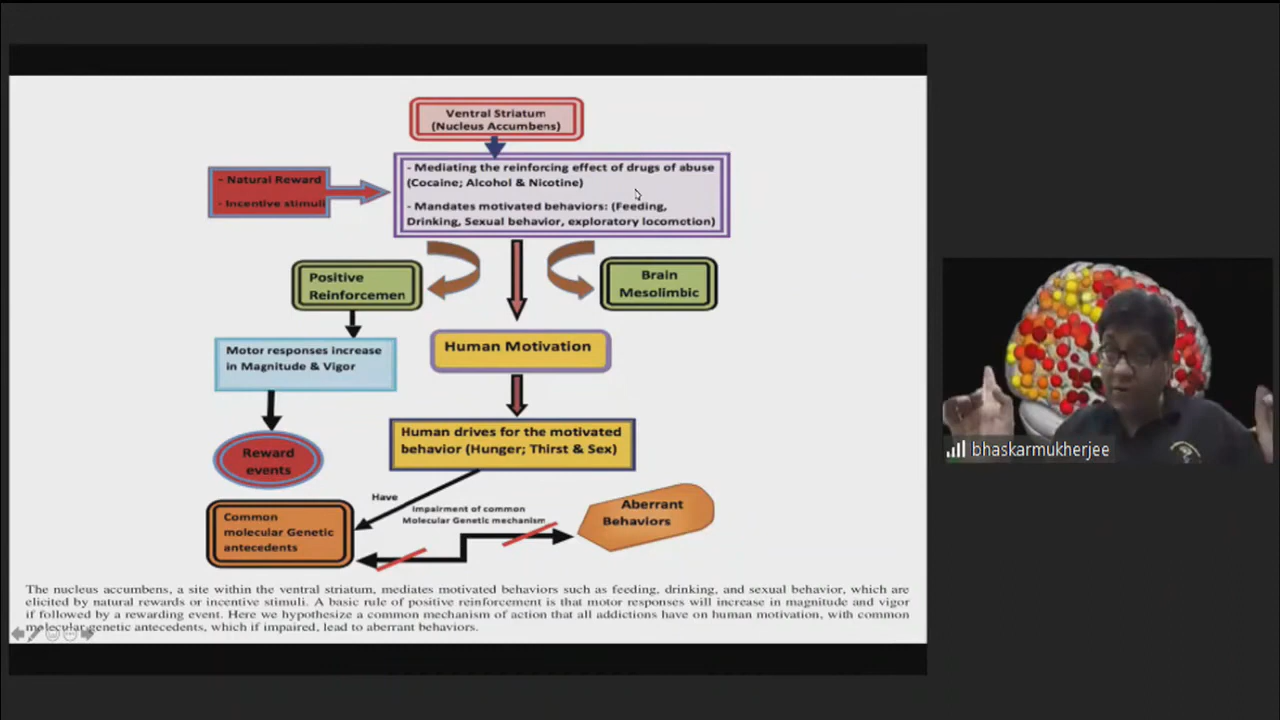 Ventral Striatum
(Nucleus Accumbens)
- Natural Reward
- Incentive stimuli
- Mediating the reinforcing effect of drugs of abuse
(Cocaine; Alcohol & Nicotine)
- Mandates motivated behaviors: (Feeding,
Drinking, Sexual behavior, exploratory locomotion)
Positive
Reinforcemen
Brain
Mesolimbic
Motor responses increase
in Magnitude & Vigor
Human Motivation
Reward
events
Human drives for the motivated
behavior (Hunger; Thirst & Sex)
Have
Impairment of common
Molecular Genetic mechanism
Common
molecular Genetic
antecedents
Aberrant
Behaviors
The nucleus accumbens, a site within the ventral striatum, mediates motivated behaviors such as feeding, drinking, and sexual behavior, which are
elicited by natural rewards or incentive stimuli. A basic rule of positive reinforcement is that motor responses will increase in magnitude and vigor
if followed by a rewarding event. Here we hypothesize a common mechanism of action that all addictions have on human motivation, with common
molecular genetic antecedents, which if impaired, lead to aberrant behaviors.
bhaskarmukherjee